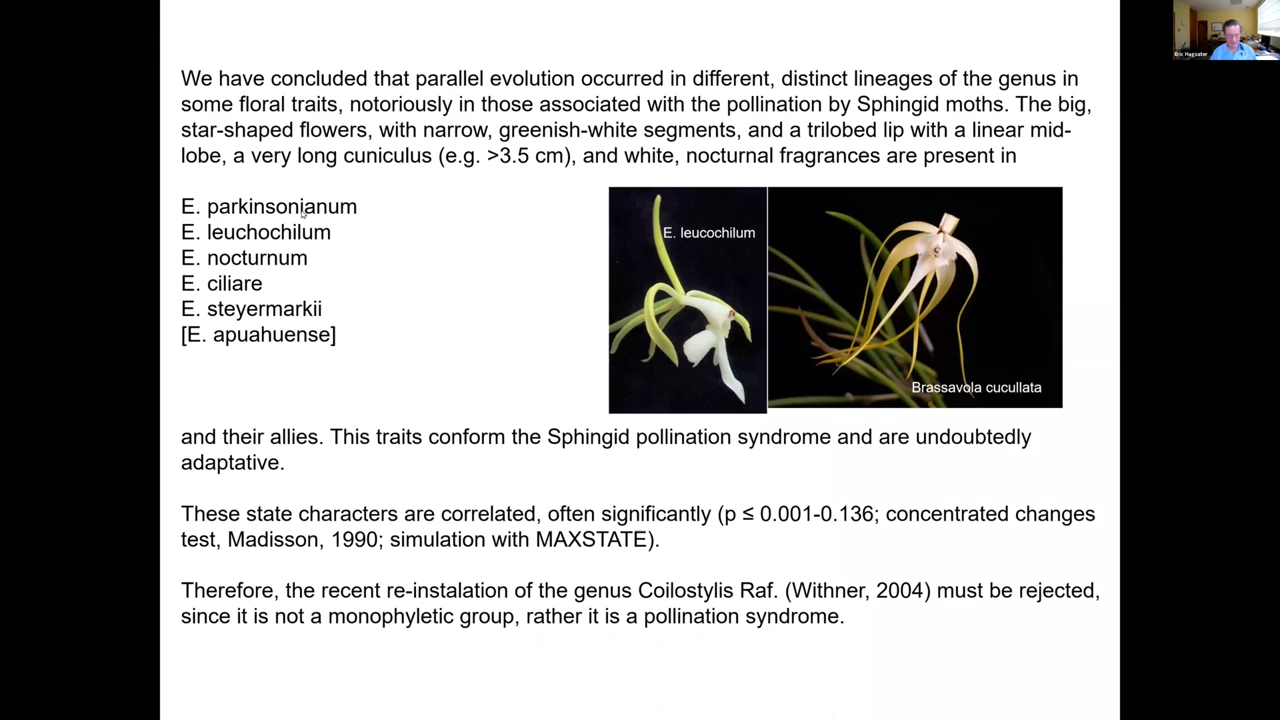 Eric Hagsater
We have concluded that parallel evolution occurred in different, distinct lineages of the genus in
some floral traits, notoriously in those associated with the pollination by Sphingid moths. The big,
star-shaped flowers, with narrow, greenish-white segments, and a trilobed lip with a linear mid-
lobe, a very long cuniculus (e.g. >3.5 cm), and white, nocturnal fragrances are present in
E. parkinsonianum
E. leuchochilum
E. nocturnum
E. ciliare
E. steyermarkii
[E. apuahuense]
E. leucochilum
Brassavola cucullata
and their allies. This traits conform the Sphingid pollination syndrome and are undoubtedly
adaptative.
These state characters are correlated, often significantly (p ≤ 0.001-0.136; concentrated changes
test, Madisson, 1990; simulation with MAXSTATE).
Therefore, the recent re-instalation of the genus Coilostylis Raf. (Withner, 2004) must be rejected,
since it is not a monophyletic group, rather it is a pollination syndrome.